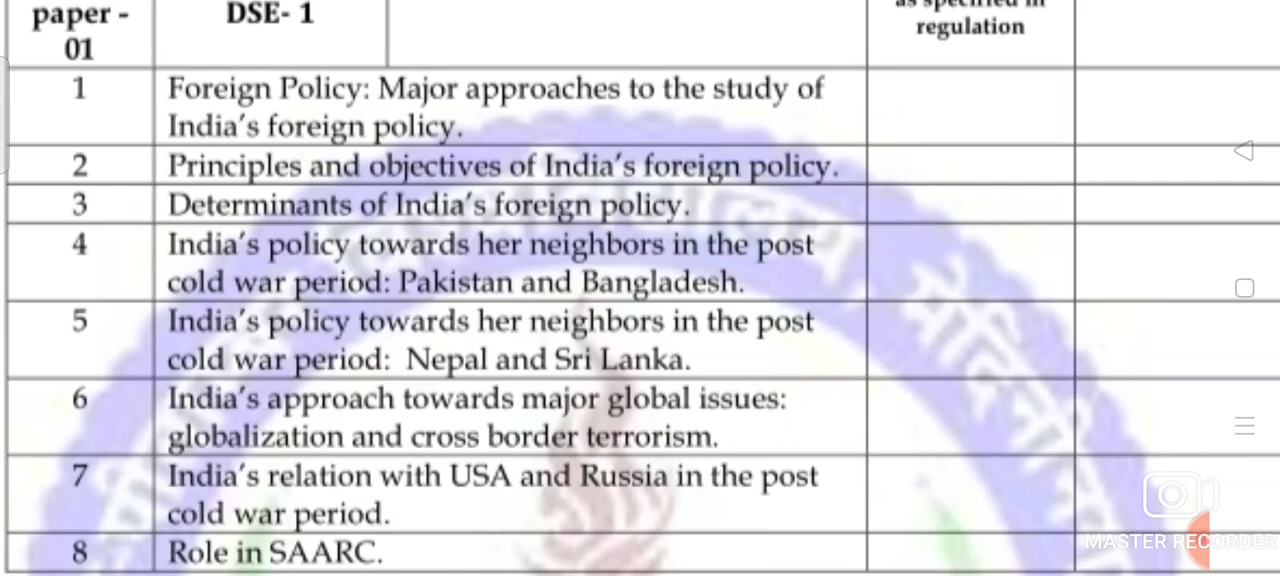 paper -
01
DSE- 1
as specified in
regulation
1
Foreign Policy: Major approaches to the study of
India's foreign policy.
2
Principles and objectives of India's foreign policy.
3
Determinants of India's foreign policy.
4
India's policy towards her neighbors in the post
cold war period: Pakistan and Bangladesh.
5
India's policy towards her neighbors in the post
cold war period:  Nepal and Sri Lanka.
6
India's approach towards major global issues:
globalization and cross border terrorism.
7
India's relation with USA and Russia in the post
cold war period.
8
Role in SAARC.
MASTER RECORDER